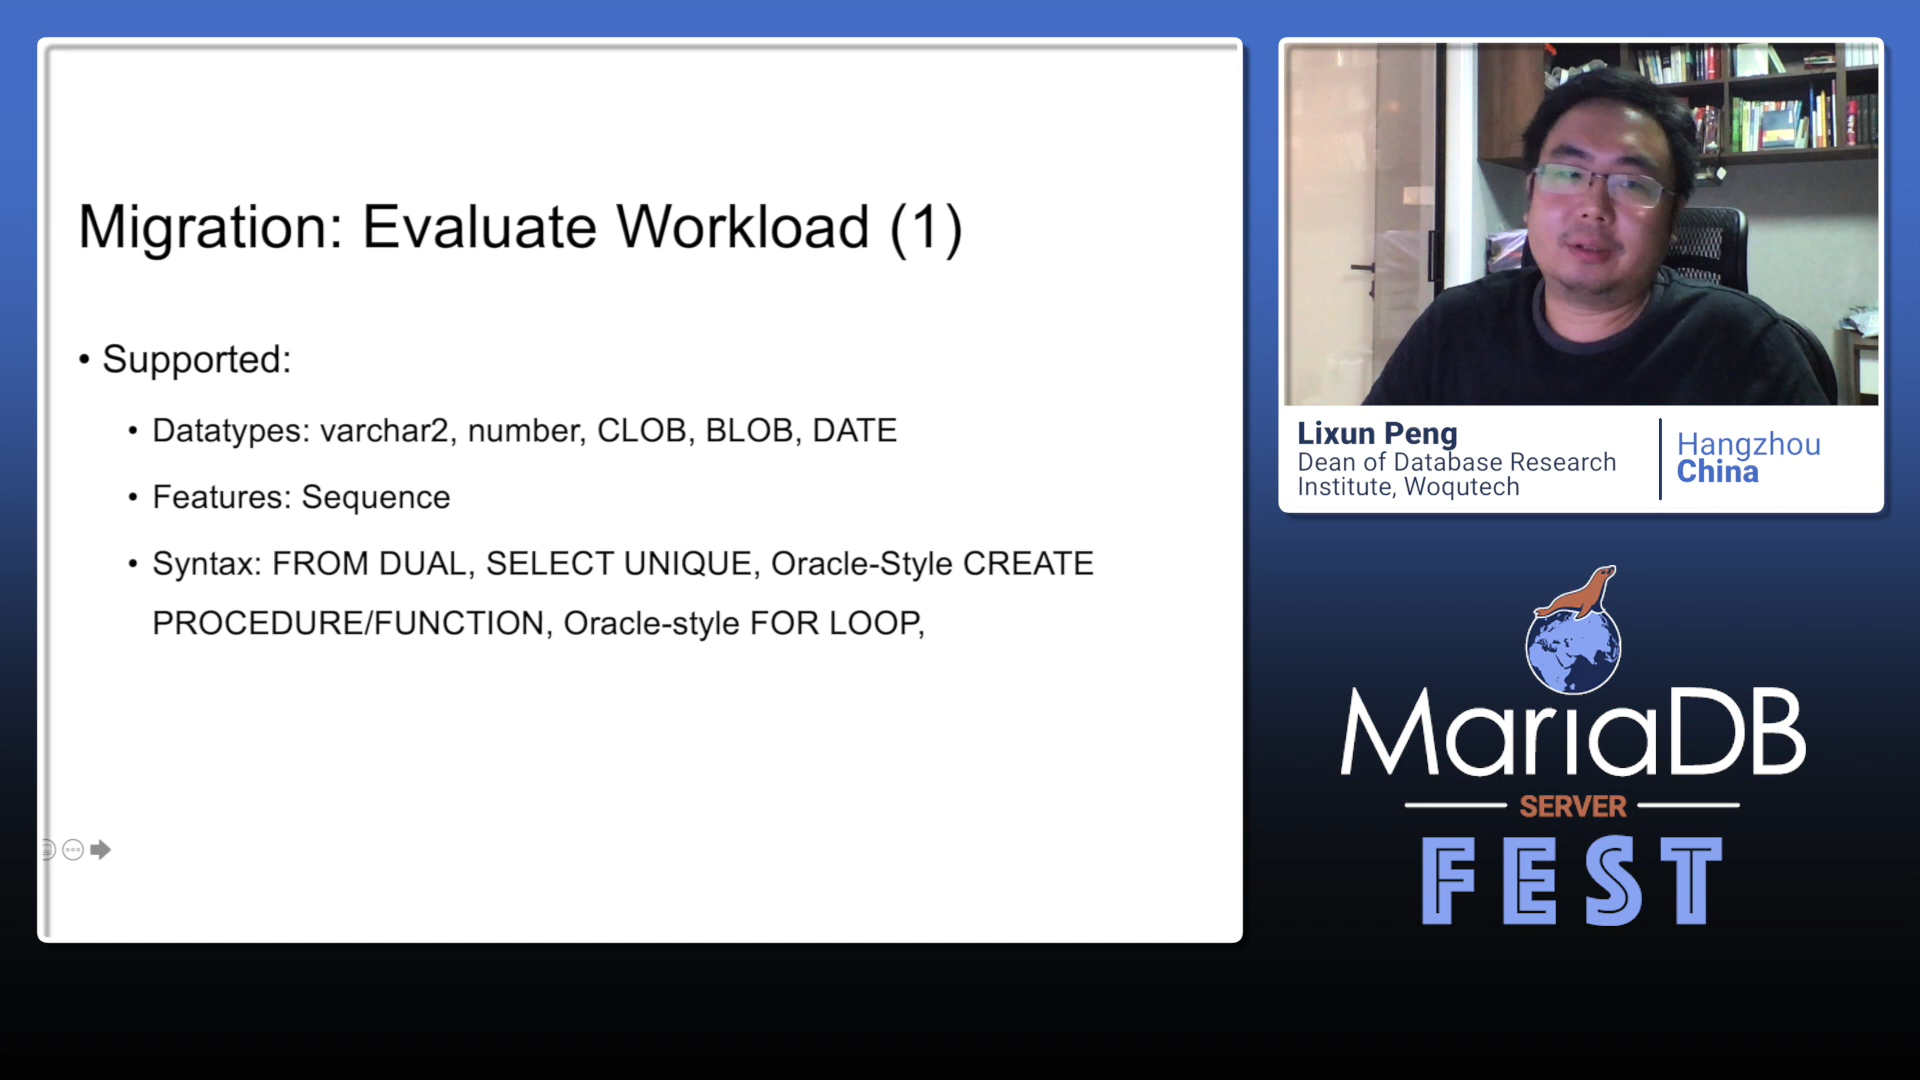 Migration: Evaluate Workload (1)
• Supported:
• Datatypes: varchar2, number, CLOB, BLOB, DATE
• Features: Sequence
• Syntax: FROM DUAL, SELECT UNIQUE, Oracle-Style CREATE
PROCEDURE/FUNCTION, Oracle-style FOR LOOP,
Lixun Peng
Dean of Database Research
Institute, Woqutech
Hangzhou
China
MariaDB
SERVER
FEST